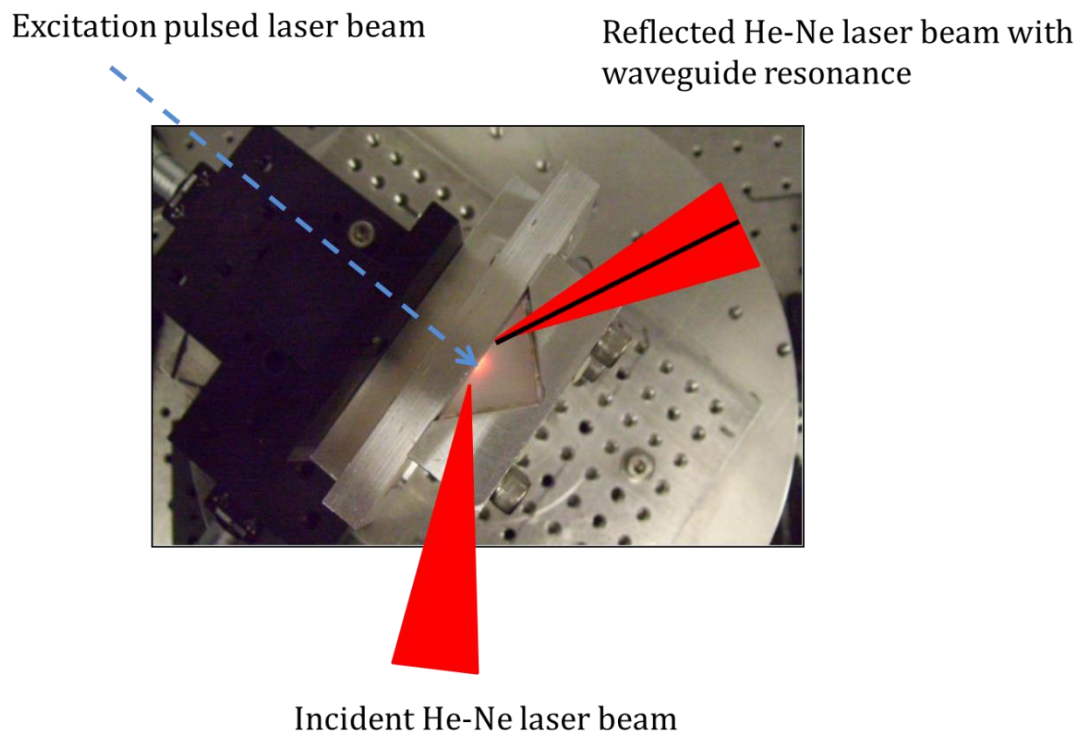 Excitation pulsed laser beam
Reflected He-Ne laser beam with
waveguide resonance
Incident He-Ne laser beam